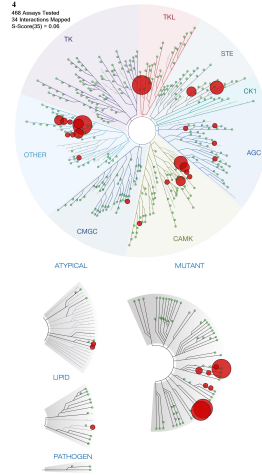 4
468 Assays Tested
34 Interactions Mapped
S-Score(35) = 0.06
TK
TKL
STE
CK1
AGC
OTHER
CMGC
CAMK
ATYPICAL
MUTANT
LIPID
PATHOGEN